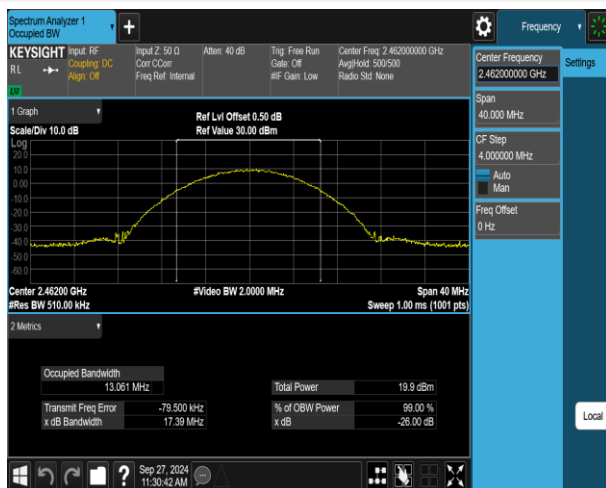 Spectrum Analyzer 1
Occupied BW
+
Frequency
KEYSIGHT
RL
Input: RF
Coupling: DC
Align: Off
Input Z: 50 Ω
Corr CCorr
Freq Ref: Internal
Atten: 40 dB
Trig: Free Run
Gate: Off
#IF Gain: Low
Center Freq: 2.462000000 GHz
Avg|Hold: 500/500
Radio Std: None
1 Graph
Scale/Div 10.0 dB
Ref Lvl Offset 0.50 dB
Ref Value 30.00 dBm
Log
20.0
10.0
0.00
-10.0
-20.0
-30.0
-40.0
-50.0
-60.0
Center 2.46200 GHz
#Res BW 510.00 kHz
#Video BW 2.0000 MHz
Span 40 MHz
Sweep 1.00 ms (1001 pts)
2 Metrics
Occupied Bandwidth
13.061 MHz
Total Power 19.9 dBm
Transmit Freq Error -79.500 kHz
% of OBW Power 99.00 %
x dB Bandwidth 17.39 MHz
x dB -26.00 dB
?
Sep 27, 2024
11:30:42 AM
Center Frequency
2.462000000 GHz
Settings
Span
40.000 MHz
CF Step
4.000000 MHz
Auto
Man
Freq Offset
0 Hz
Local